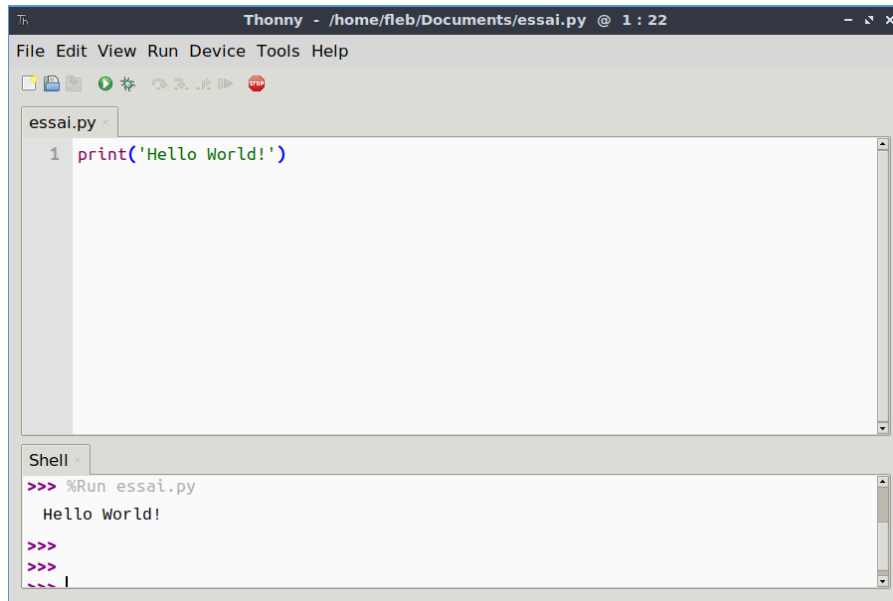 Th Thonny - /home/fleb/Documents/essai.py @ 1:22
File Edit View Run Device Tools Help
STOP
essai.py
1 print('Hello World!')
Shell
>>> %Run essai.py
Hello World!
>>>
>>>
>>>